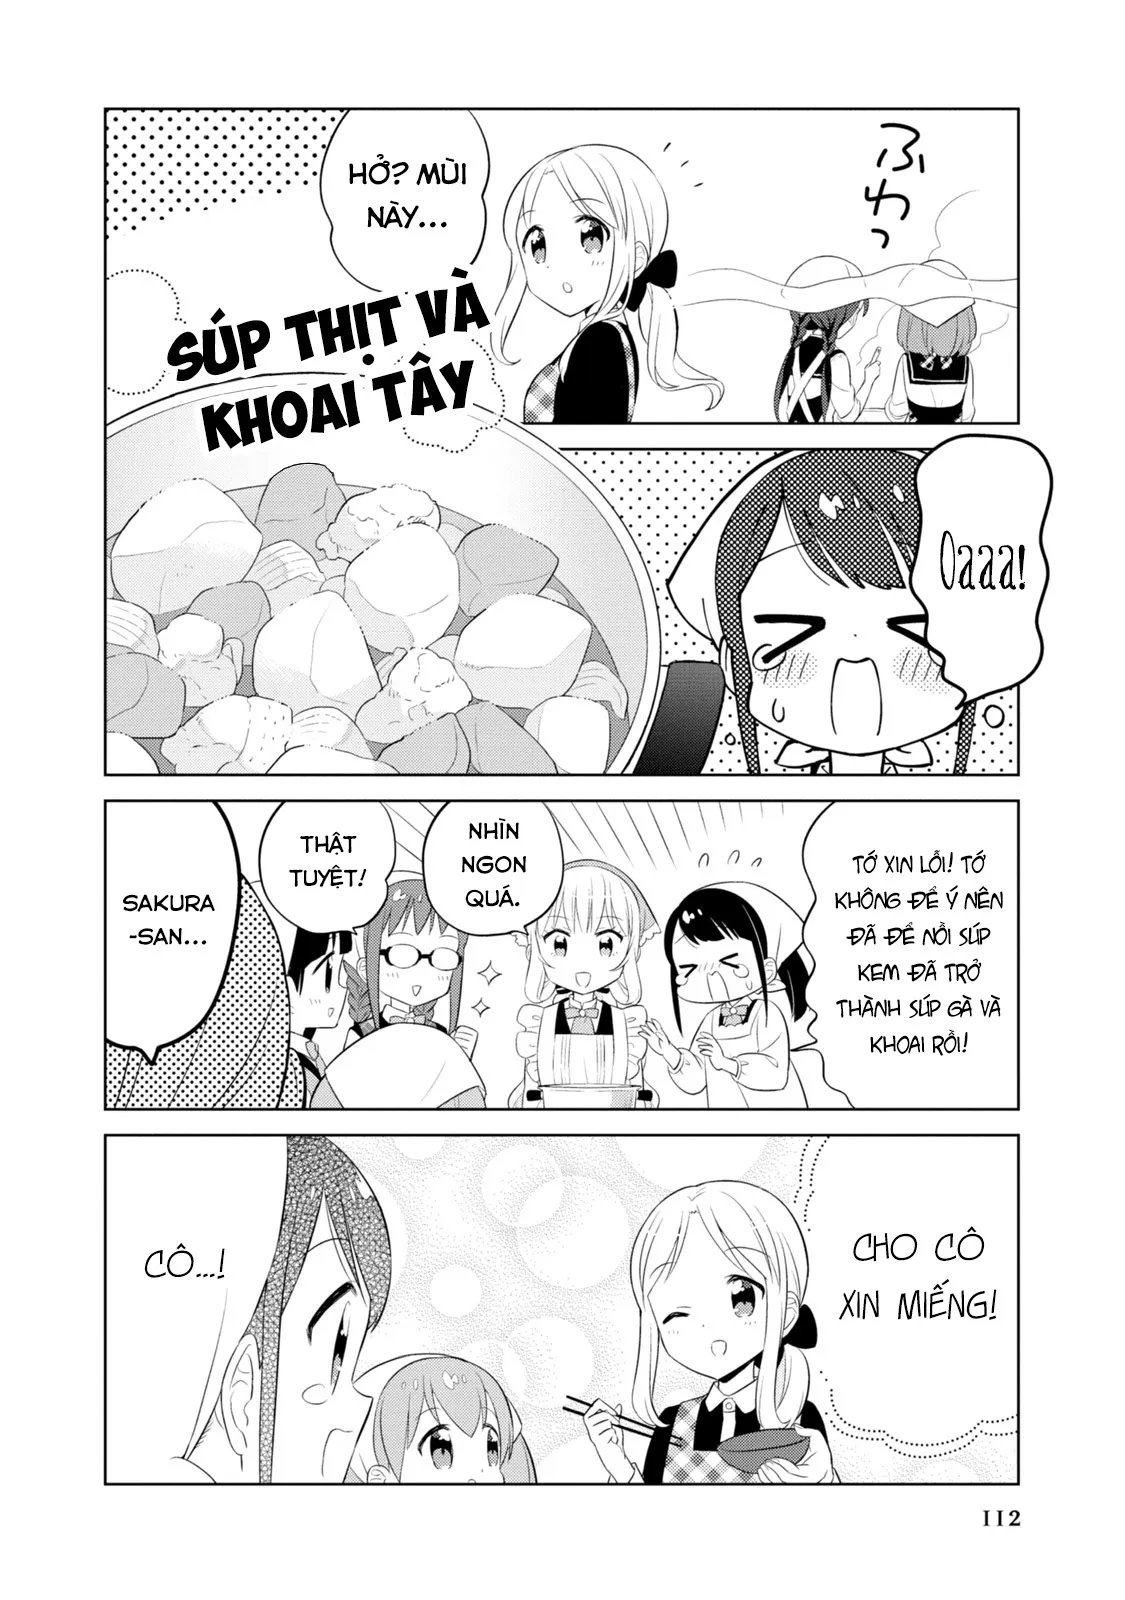 ふわっ
HỞ? MÙI
NÀY...
SÚP THỊT VÀ
KHOAI TÂY
Oaaa!
TỚ XIN LỖI! TỚ
KHÔNG ĐỂ Ý NÊN
ĐÃ ĐỂ NỒI SÚP
KEM ĐÃ TRỞ
THÀNH SÚP GÀ VÀ
KHOAI RỒI!
NHÌN
NGON
QUÁ.
THẬT
TUYỆT!
SAKURA
-SAN...
CHO CÔ
XIN MIẾNG!
CÔ...!
112